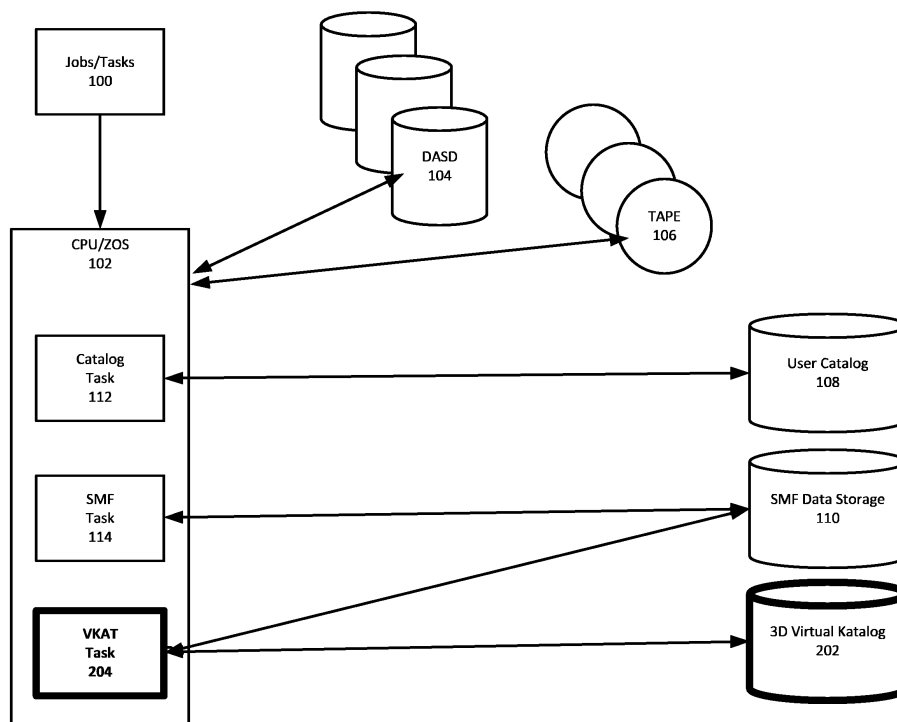 Jobs/Tasks
100
DASD
104
TAPE
106
CPU/ZOS
102
Catalog
Task
112
User Catalog
108
SMF
Task
114
SMF Data Storage
110
VKAT
Task
204
3D Virtual Katalog
202